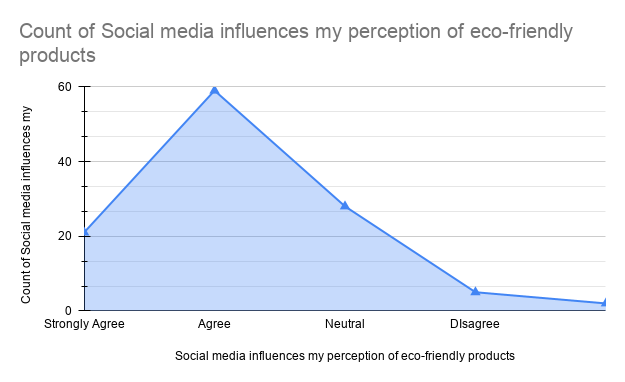 Count of Social media influences my perception of eco-friendly
products
Count of Social media influences my
60
40
20
0
Strongly Agree
Agree
Neutral
DIsagree
Social media influences my perception of eco-friendly products